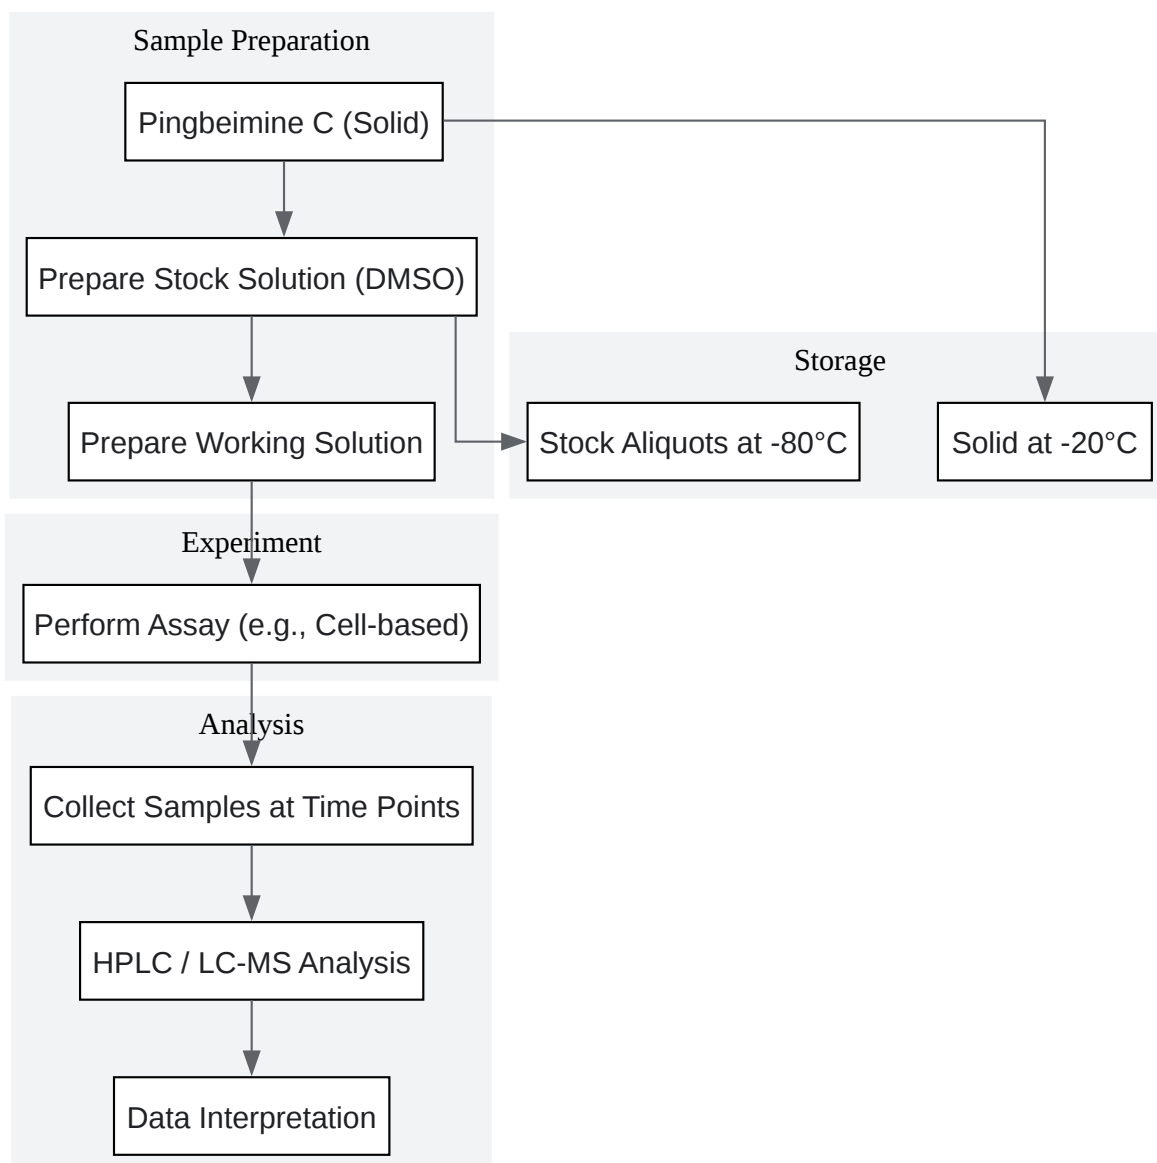 Sample Preparation
Pingbeimine C (Solid)
Prepare Stock Solution (DMSO)
Prepare Working Solution
Storage
Stock Aliquots at -80°C
Solid at -20°C
Experiment
Perform Assay (e.g., Cell-based)
Analysis
Collect Samples at Time Points
HPLC / LC-MS Analysis
Data Interpretation